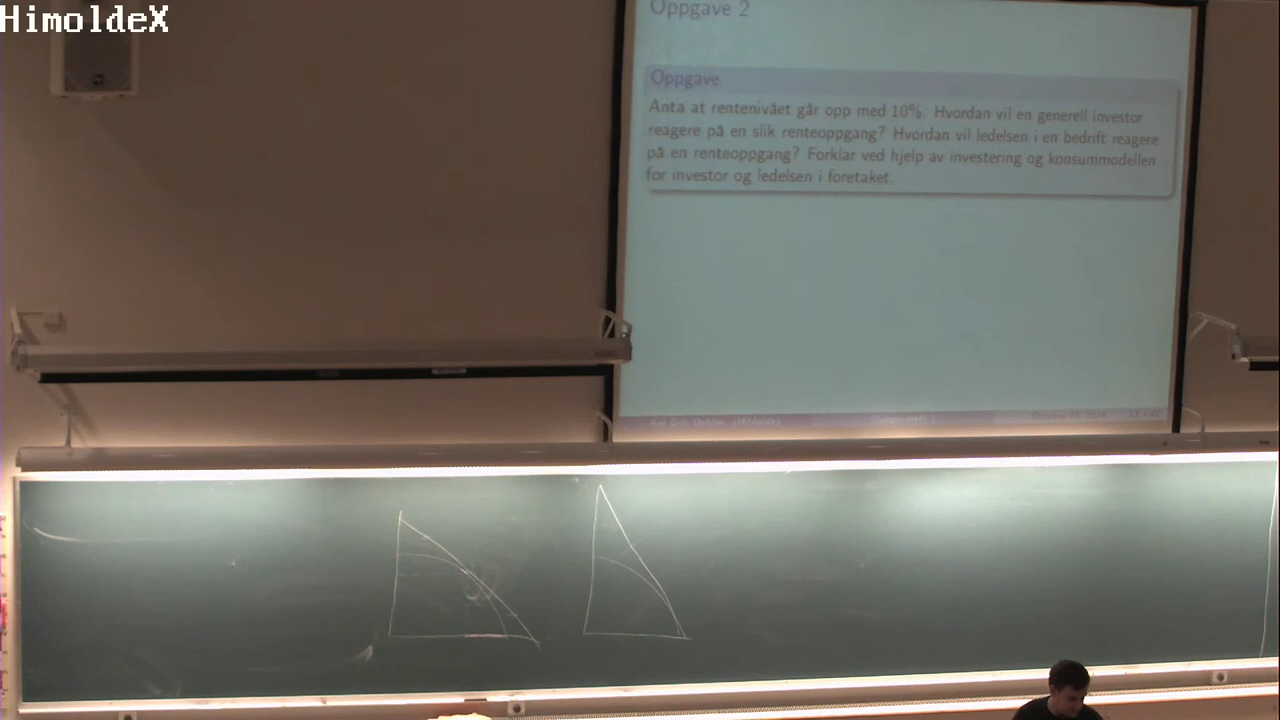 HimoldeX
Oppgave 2
Oppgave
Anta at rentenivået går opp med 10%. Hvordan vil en generell investor
reagere på en slik renteoppgang? Hvordan vil ledelsen i en bedrift reagere
på en renteoppgang? Forklar ved hjelp av investering og konsummodellen
for investor og ledelsen i foretaket.